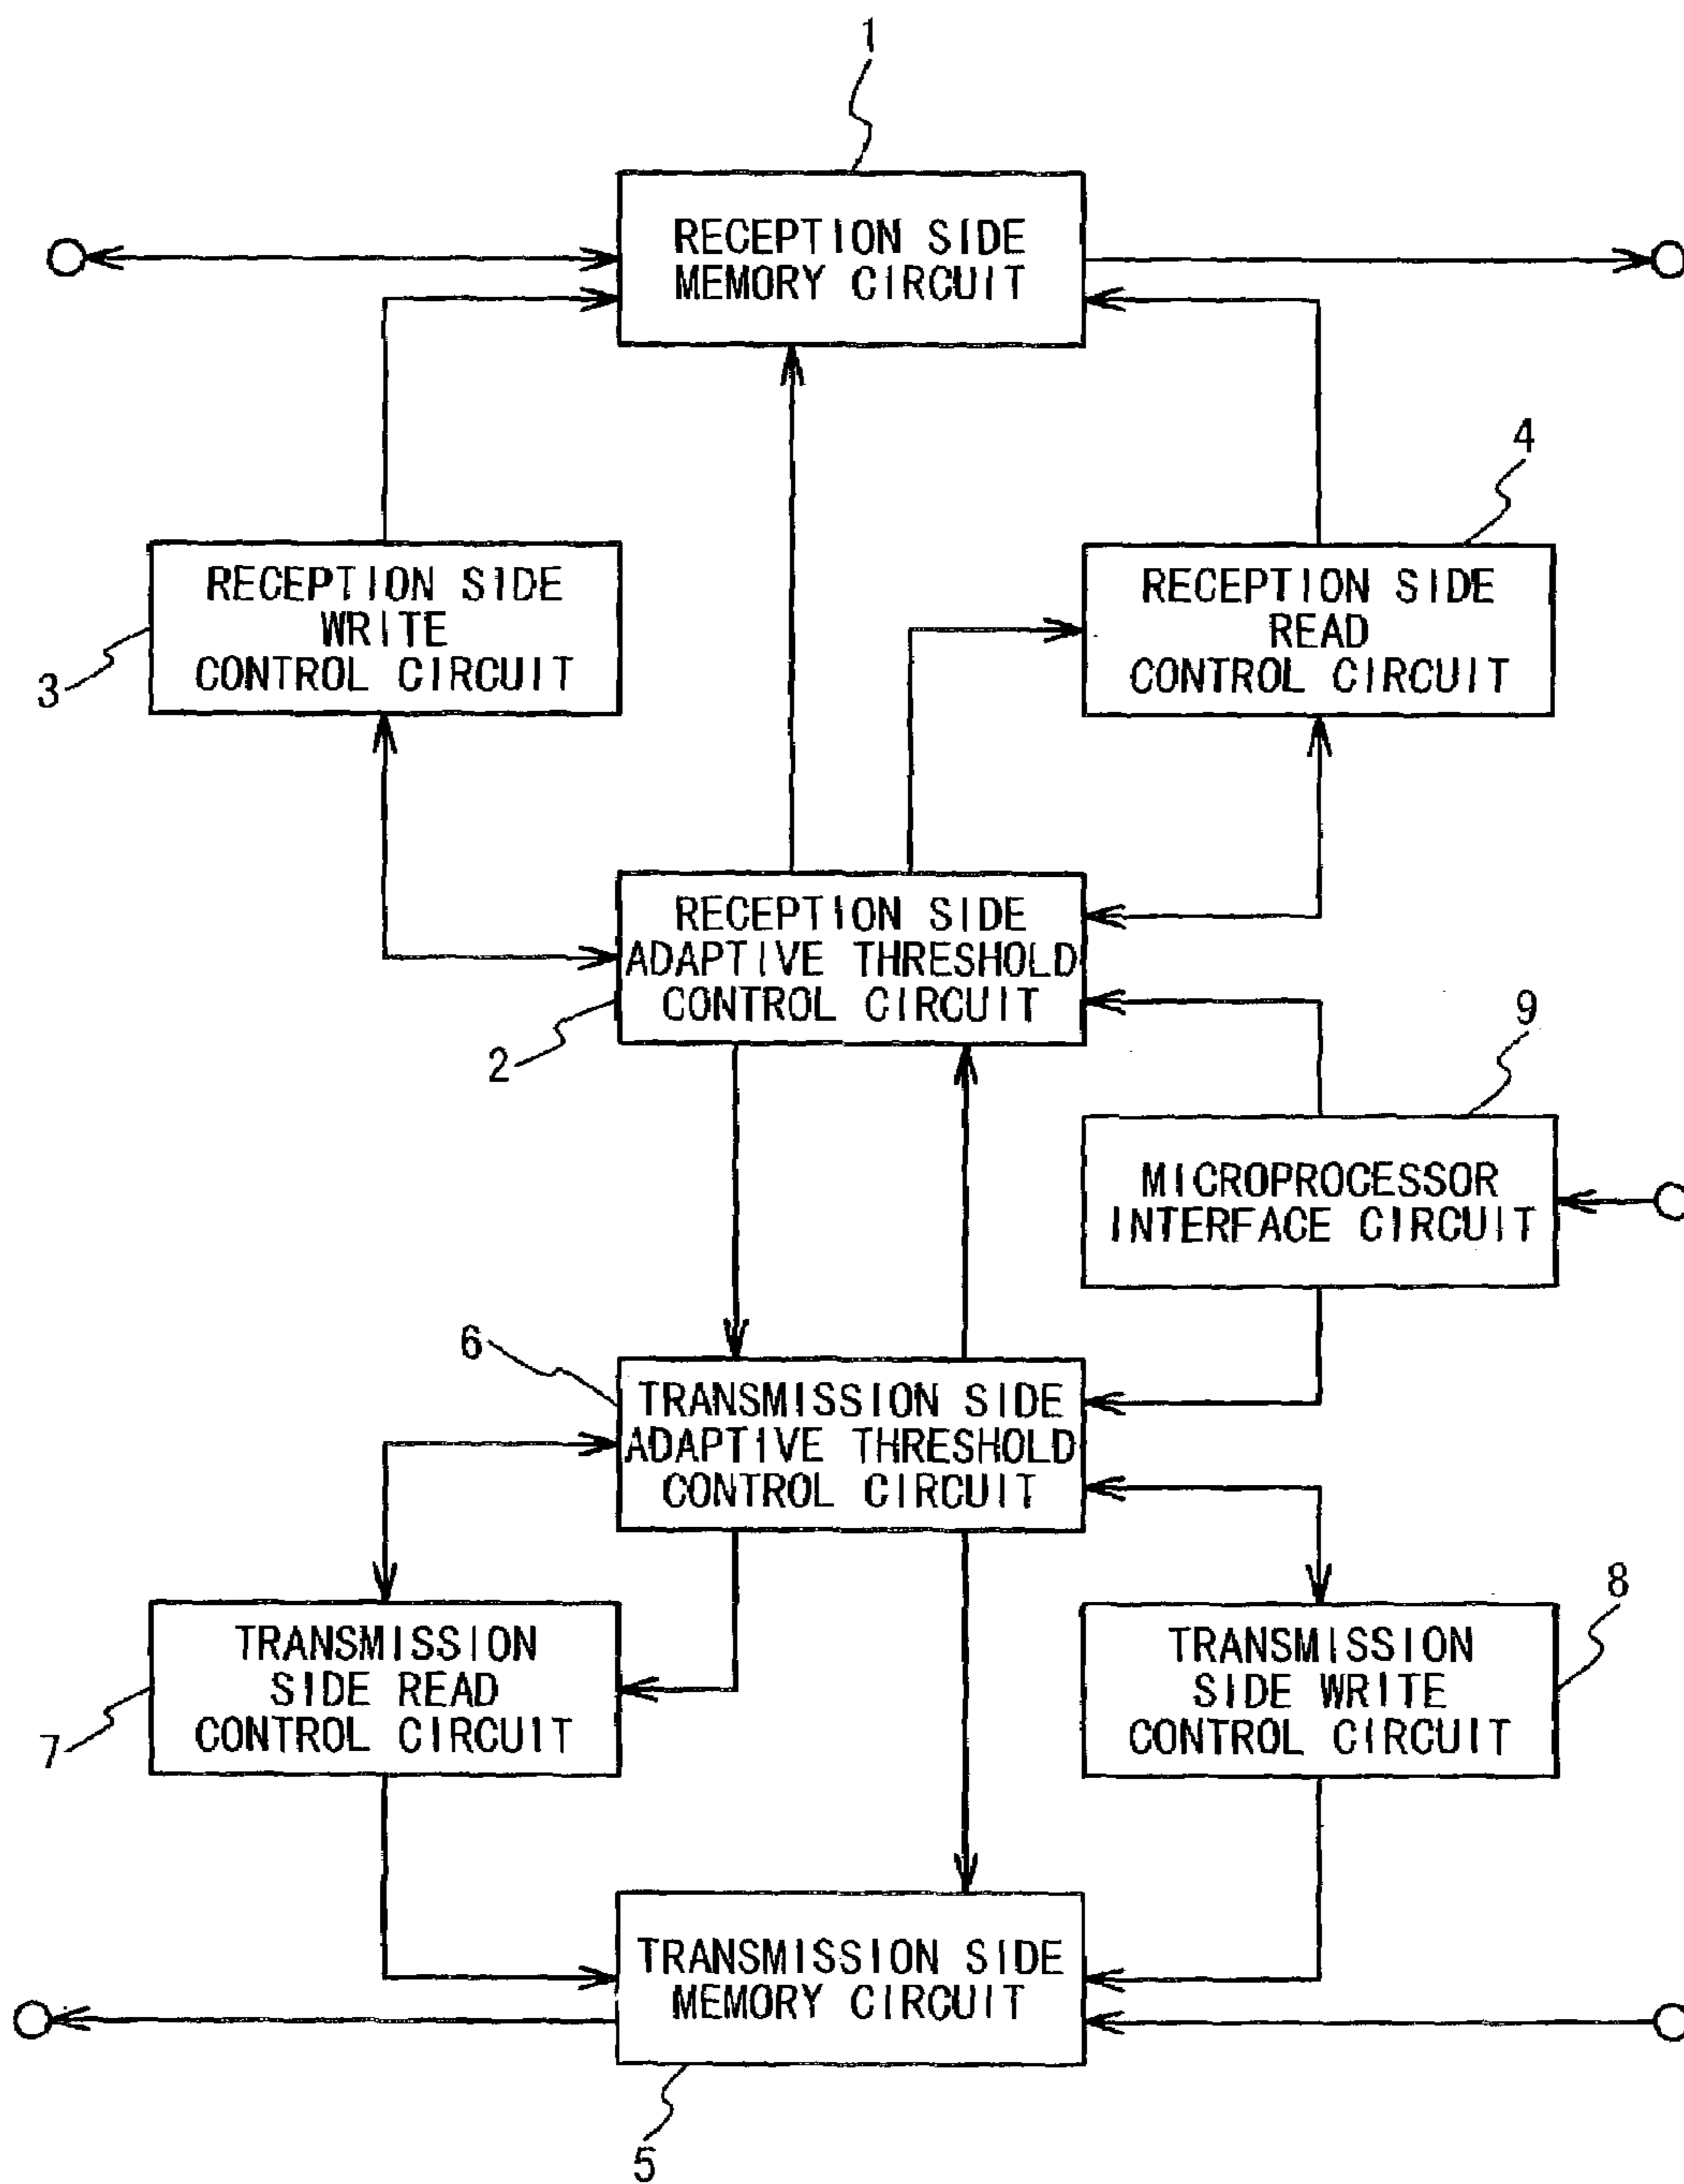 1
RECEPTION SIDE
MEMORY CIRCUIT
4
RECEPTION SIDE
WRITE
CONTROL CIRCUIT
3
RECEPTION SIDE
READ
CONTROL CIRCUIT
RECEPTION SIDE
ADAPTIVE THRESHOLD
CONTROL CIRCUIT
2
9
MICROPROCESSOR
INTERFACE CIRCUIT
6
TRANSMISSION SIDE
ADAPTIVE THRESHOLD
CONTROL CIRCUIT
8
TRANSMISSION
SIDE READ
CONTROL CIRCUIT
7
TRANSMISSION
SIDE WRITE
CONTROL CIRCUIT
TRANSMISSION SIDE
MEMORY CIRCUIT
5